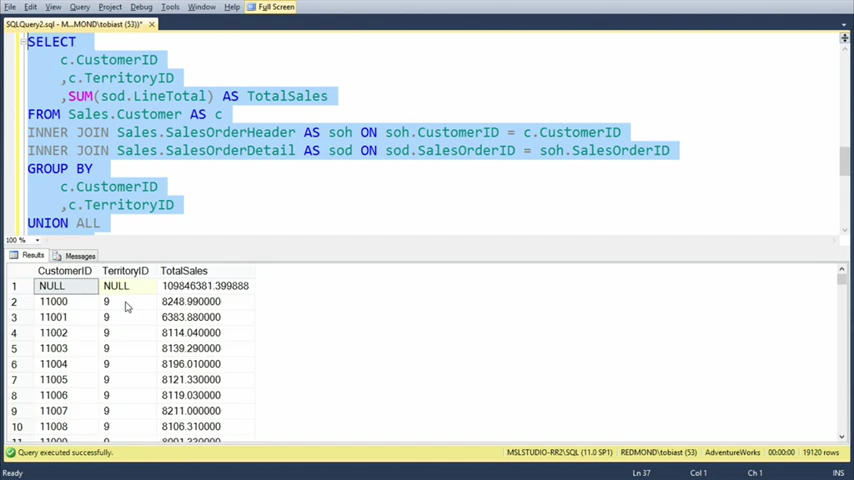 File Edit View Query Project Debug Tools Window Help Full Screen
SQLQuery2.sql - M...MOND\tobiast (53))*
SELECT
c.CustomerID
,c.TerritoryID
,SUM(sod.LineTotal) AS TotalSales
FROM Sales.Customer AS c
INNER JOIN Sales.SalesOrderHeader AS soh ON soh.CustomerID = c.CustomerID
INNER JOIN Sales.SalesOrderDetail AS sod ON sod.SalesOrderID = soh.SalesOrderID
GROUP BY
c.CustomerID
,c.TerritoryID
UNION ALL
100 %
Results Messages
CustomerID TerritoryID TotalSales
1 NULL NULL 109846381.399888
2 11000 9 8248.990000
3 11001 9 6383.880000
4 11002 9 8114.040000
5 11003 9 8139.290000
6 11004 9 8196.010000
7 11005 9 8121.330000
8 11006 9 8119.030000
9 11007 9 8211.000000
10 11008 9 8106.310000
Query executed successfully. MSLSTUDIO-RR2\SQL (11.0 SP1) REDMOND\tobiast (53) AdventureWorks 00:00:00 19120 rows
Ready Ln 37 Col 1 Ch 1 INS